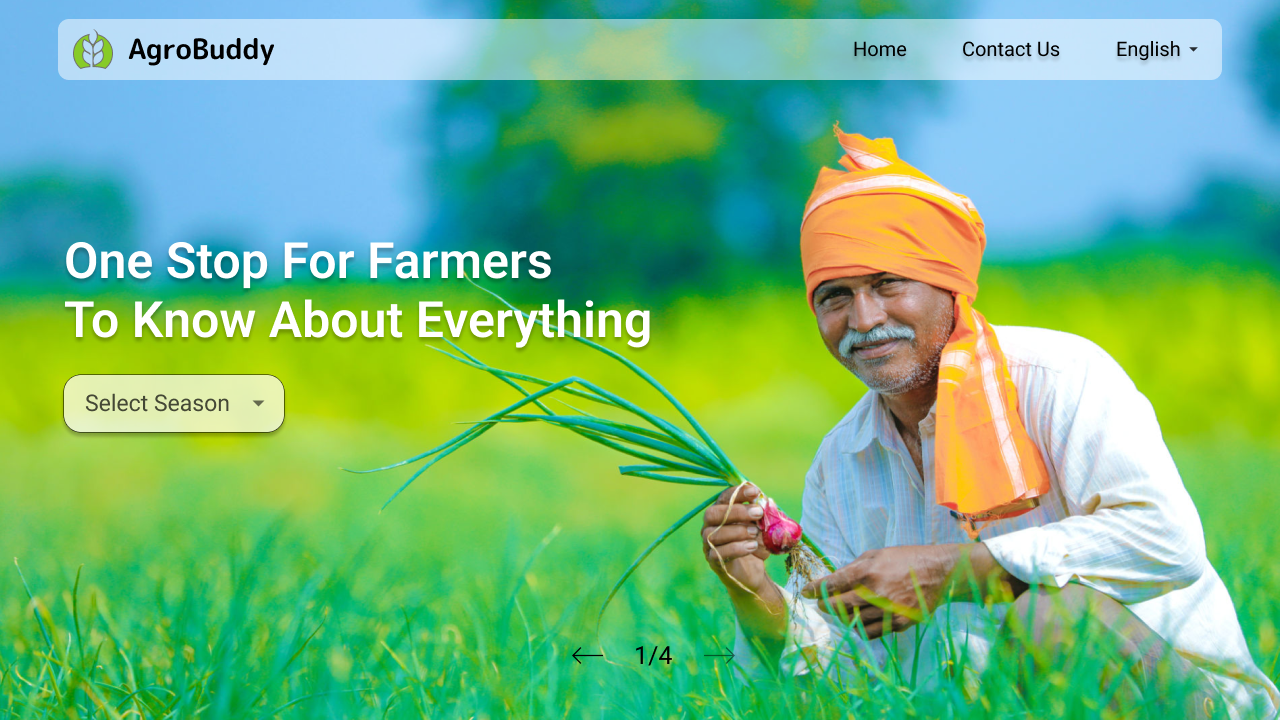 AgroBuddy
Home
Contact Us
English
One Stop For Farmers
To Know About Everything
Select Season
1/4